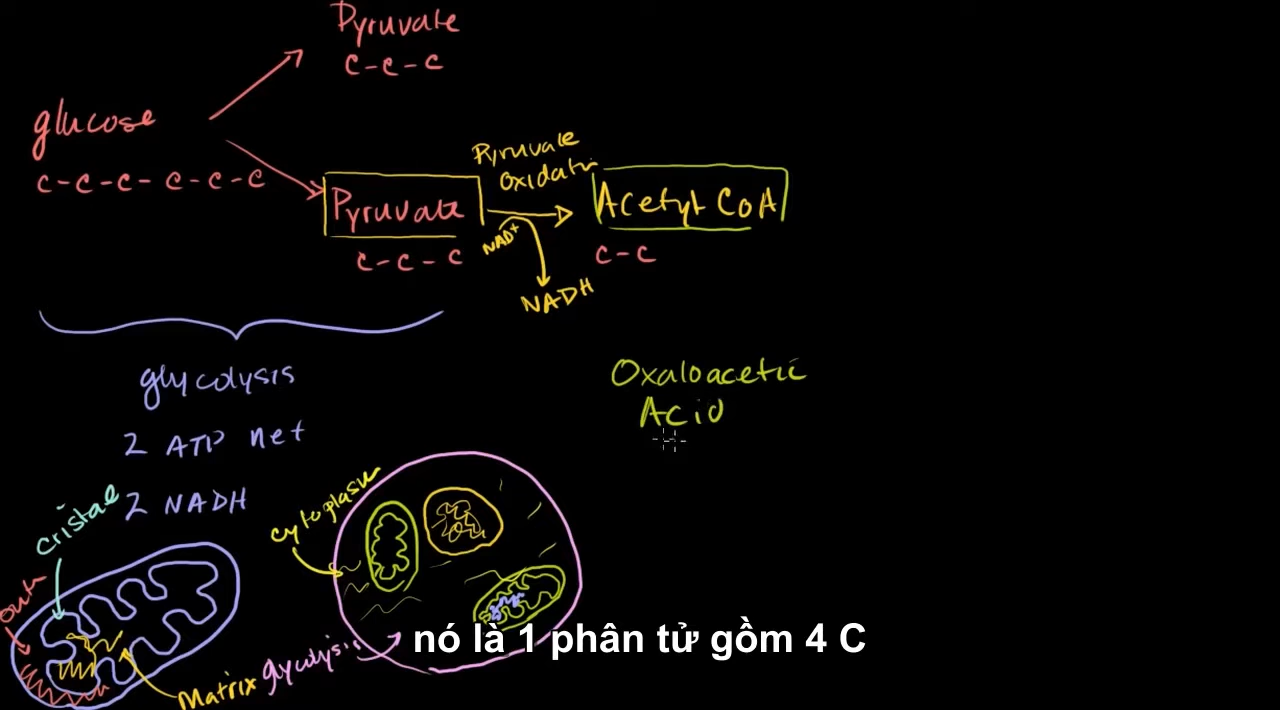 Pyruvate
C-C-C
glucose
C-C-C-C-C-C
Pyruvate
Oxidati
Pyruvate
Acetyl CoA
NAD+
C-C-C
C-C
NADH
glycolysis
Oxaloacetic
Acid
2 ATP net
2 NADH
cristae
cytoplasm
Matrix
glycolysis
nó là 1 phân tử gồm 4 C